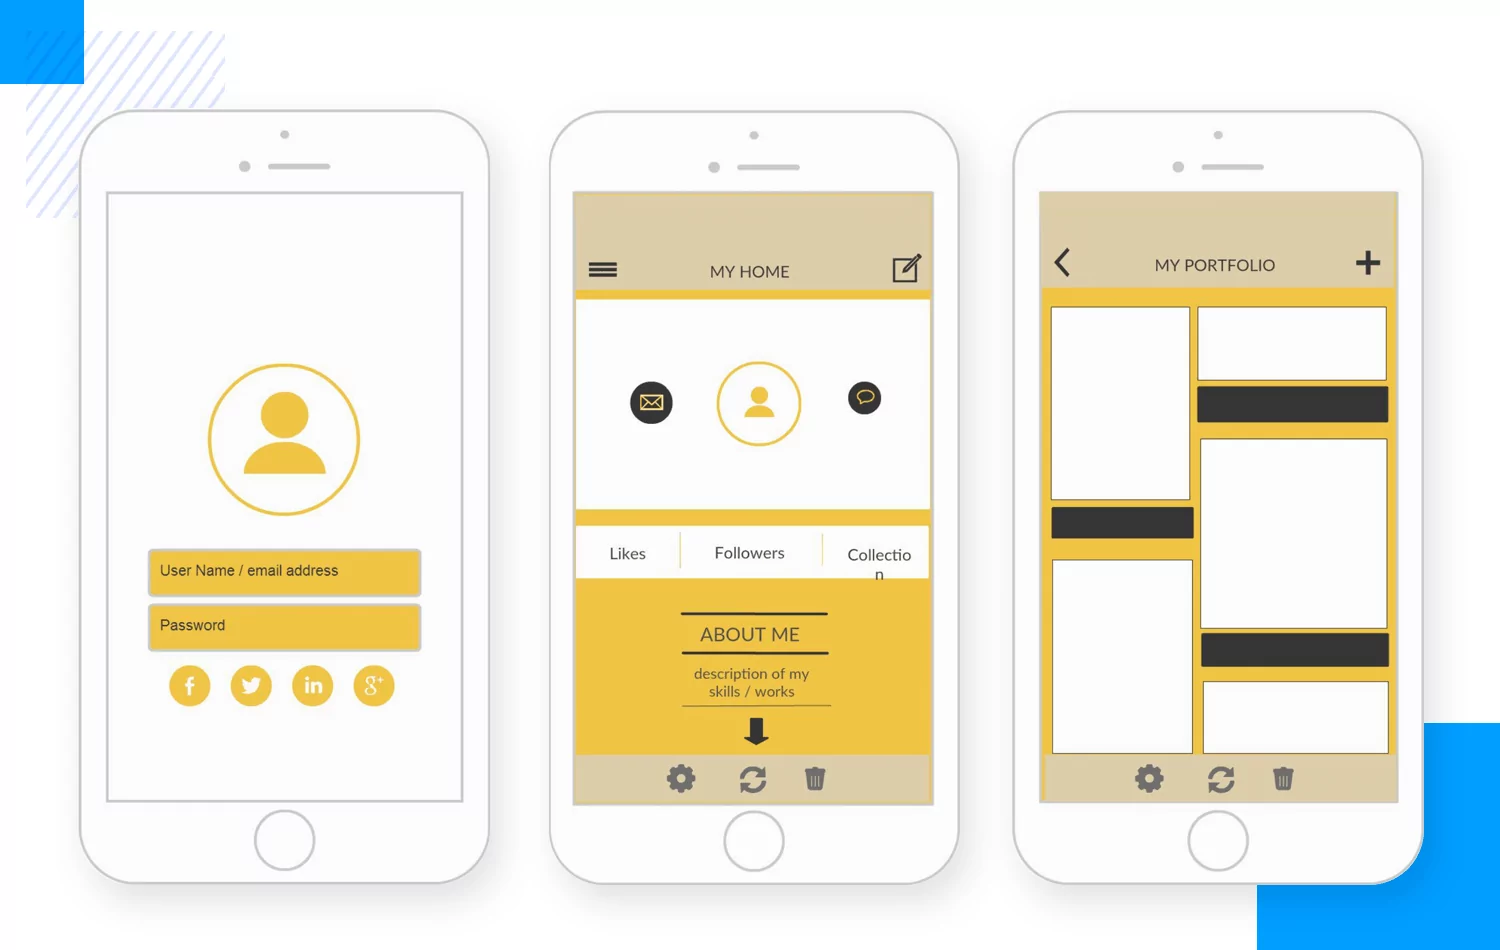 User Name / email address
Password
f
in
g+
MY HOME
Likes
Followers
Collectio
n
ABOUT ME
description of my
skills / works
MY PORTFOLIO